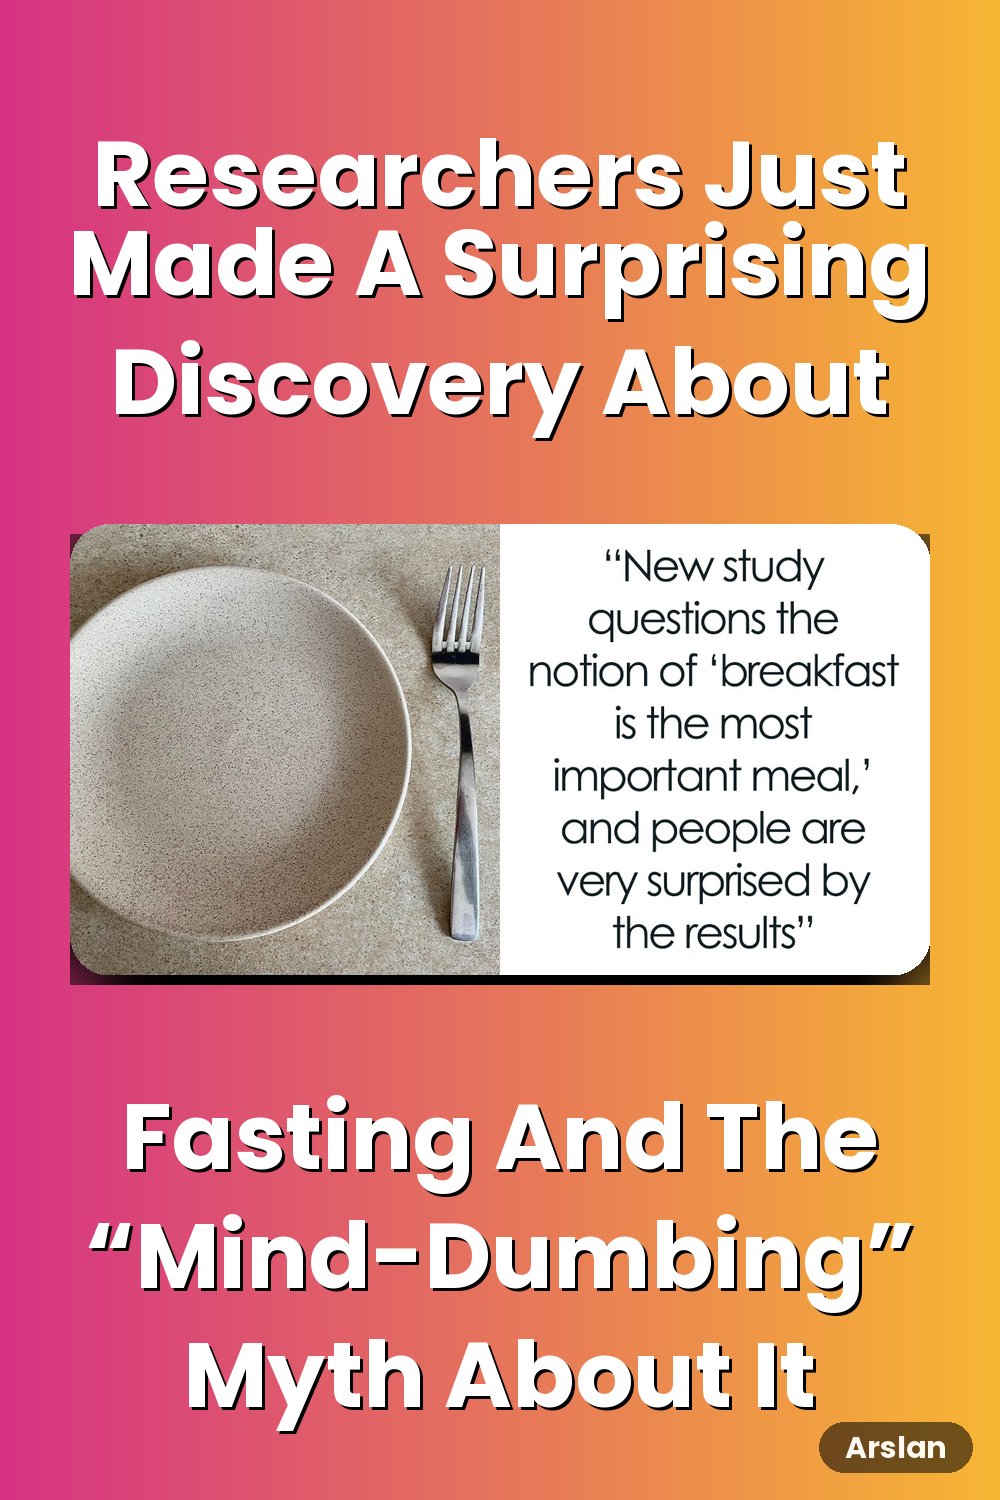 Researchers Just
Made A Surprising
Discovery About
“New study
questions the
notion of ‘breakfast
is the most
important meal,’
and people are
very surprised by
the results”
Fasting And The
“Mind-Dumbing”
Myth About It
Arslan